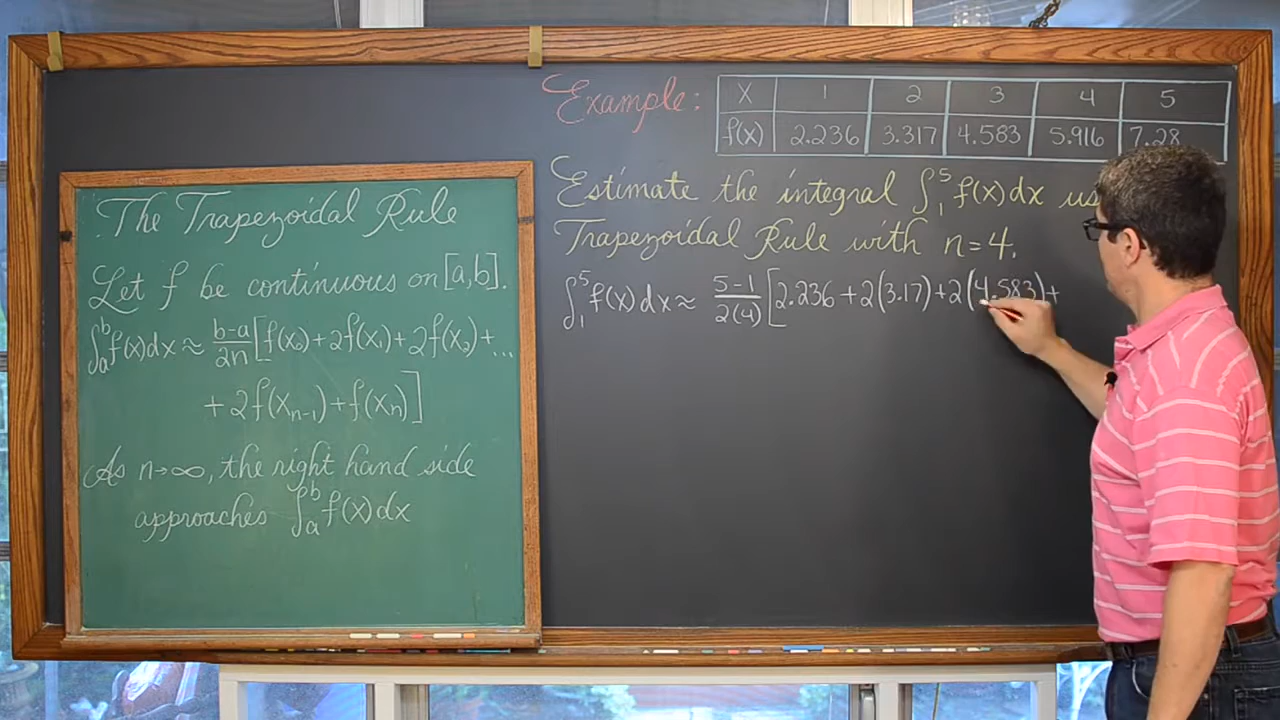 The Trapezoidal Rule
Let f be continuous on [a,b].
∫ₐᵇ f(x)dx ≈ (b-a)/(2n) [f(x₀)+2f(x₁)+2f(x₂)+...
+2f(xₙ₋₁)+f(xₙ)]
As n→∞, the right hand side
approaches ∫ₐᵇ f(x)dx
Example:
x 1 2 3 4 5
f(x) 2.236 3.317 4.583 5.916 7.28
Estimate the integral ∫₁⁵ f(x)dx
Trapezoidal Rule with n=4.
∫₁⁵ f(x)dx ≈ (5-1)/(2(4)) [2.236+2(3.17)+2(4.583)+